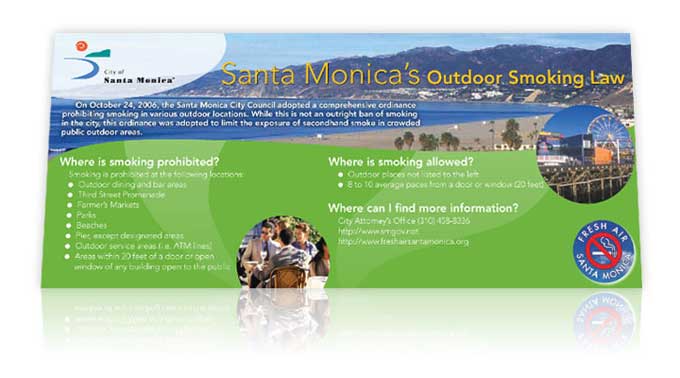 City of
Santa Monica
Santa Monica's Outdoor Smoking Law
On October 24, 2006, the Santa Monica City Council adopted a comprehensive ordinance
prohibiting smoking in various outdoor locations. While this is not an outright ban of smoking
in the city, this ordinance was adopted to limit the exposure of secondhand smoke in crowded
public outdoor areas.
Where is smoking prohibited?
Smoking is prohibited at the following locations:
● Outdoor dining and bar areas
● Third Street Promenade
● Farmer's Markets
● Parks
● Beaches
● Pier, except designated areas
● Outdoor service areas (i.e. ATM lines)
● Areas within 20 feet of a door or open
window of any building open to the public
Where is smoking allowed?
● Outdoor places not listed to the left
● 8 to 10 average paces from a door or window (20 feet)
Where can I find more information?
City Attorney's Office (310) 458-8336
http://www.smgov.net
http://www.freshairsantamonica.org
FRESH AIR
SANTA MONICA